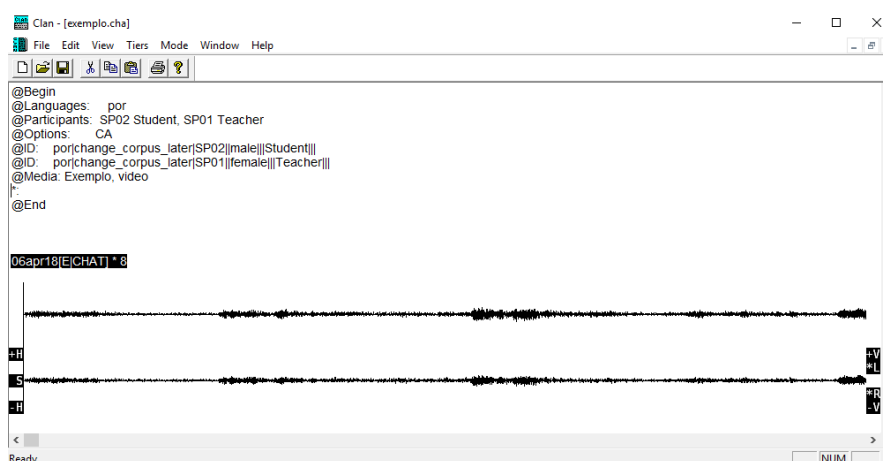 Clan - [exemplo.cha]
File Edit View Tiers Mode Window Help
@Begin
@Languages: por
@Participants: SP02 Student, SP01 Teacher
@Options: CA
@ID: por|change_corpus_later|SP02||male|||Student|||
@ID: por|change_corpus_later|SP01||female|||Teacher|||
@Media: Exemplo, video
*:
@End
06apr18[E|CHAT] * 8
+H +V
*L
S
*R
-H -V
Ready NUM